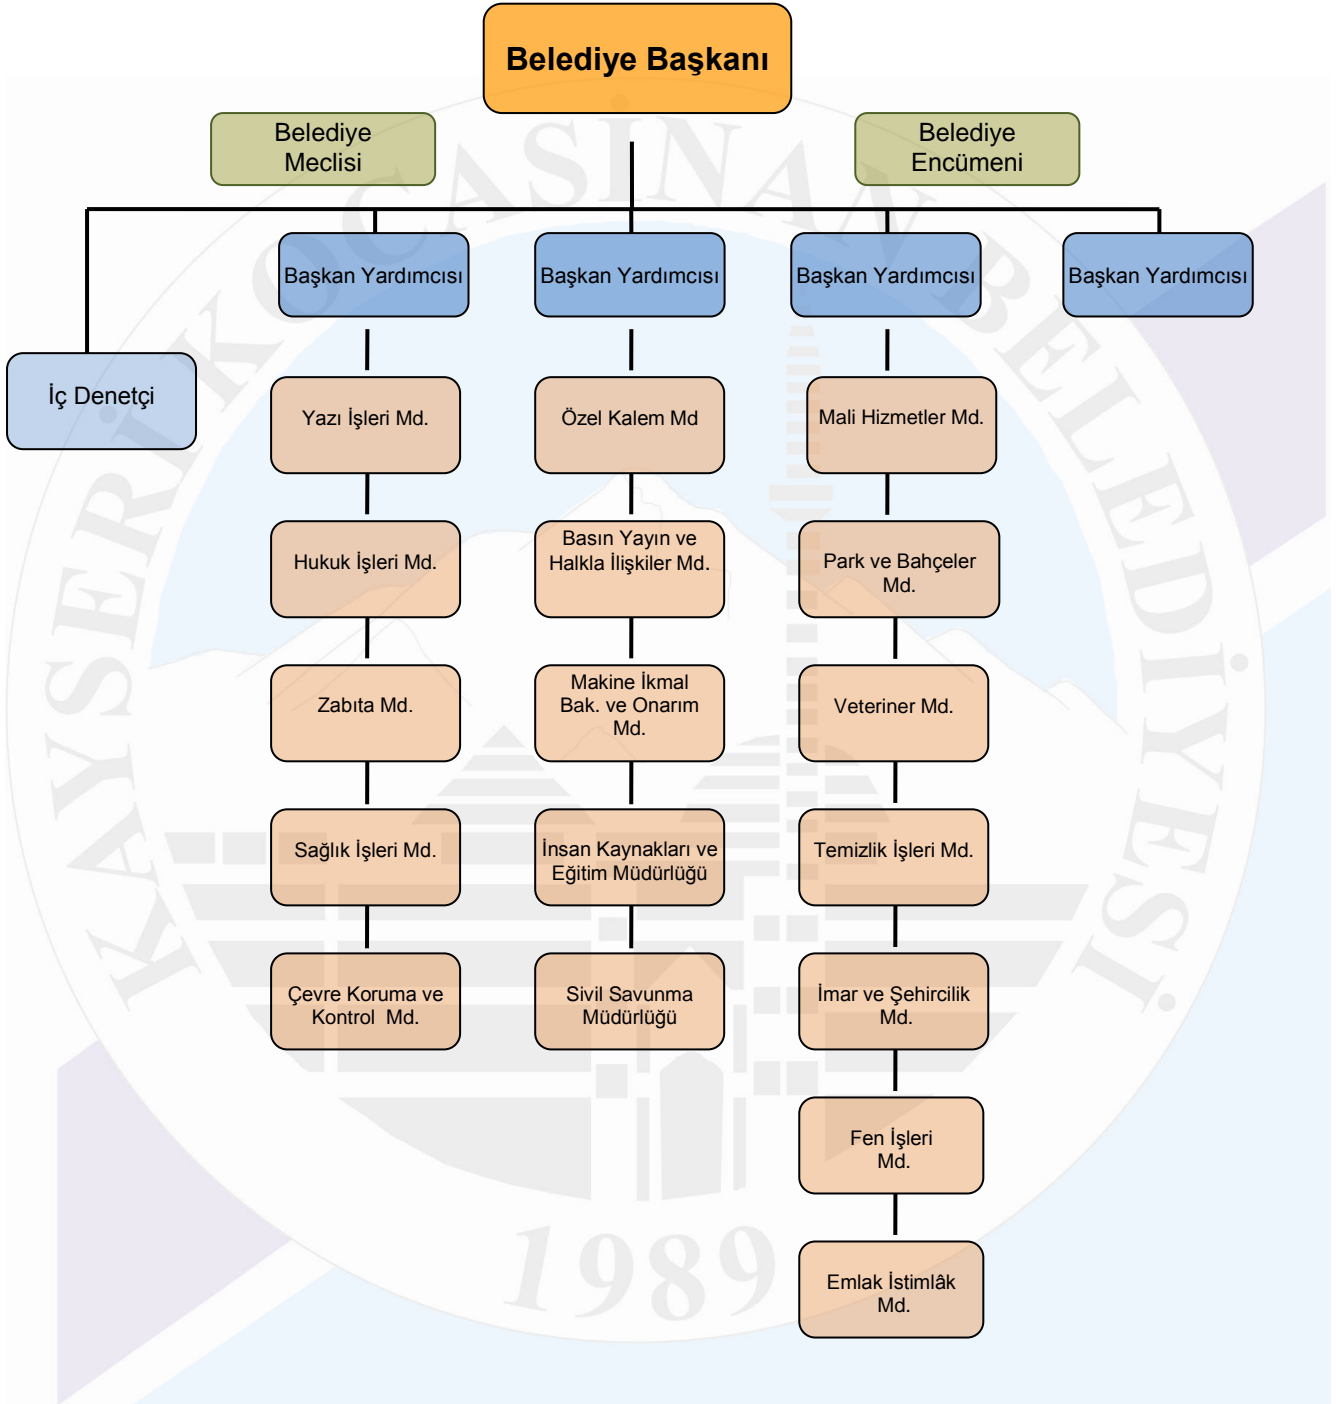 Belediye Başkanı
Belediye
Meclisi
Belediye
Encümeni
Başkan Yardımcısı
Başkan Yardımcısı
Başkan Yardımcısı
Başkan Yardımcısı
İç Denetçi
Yazı İşleri Md.
Özel Kalem Md
Mali Hizmetler Md.
Hukuk İşleri Md.
Basın Yayın ve
Halkla İlişkiler Md.
Park ve Bahçeler
Md.
Zabıta Md.
Makine İkmal
Bak. ve Onarım
Md.
Veteriner Md.
Sağlık İşleri Md.
İnsan Kaynakları ve
Eğitim Müdürlüğü
Temizlik İşleri Md.
Çevre Koruma ve
Kontrol  Md.
Sivil Savunma
Müdürlüğü
İmar ve Şehircilik
Md.
Fen İşleri
Md.
Emlak İstimlâk
Md.
KAYSERİ KOCASİNAN BELEDİYESİ
1989